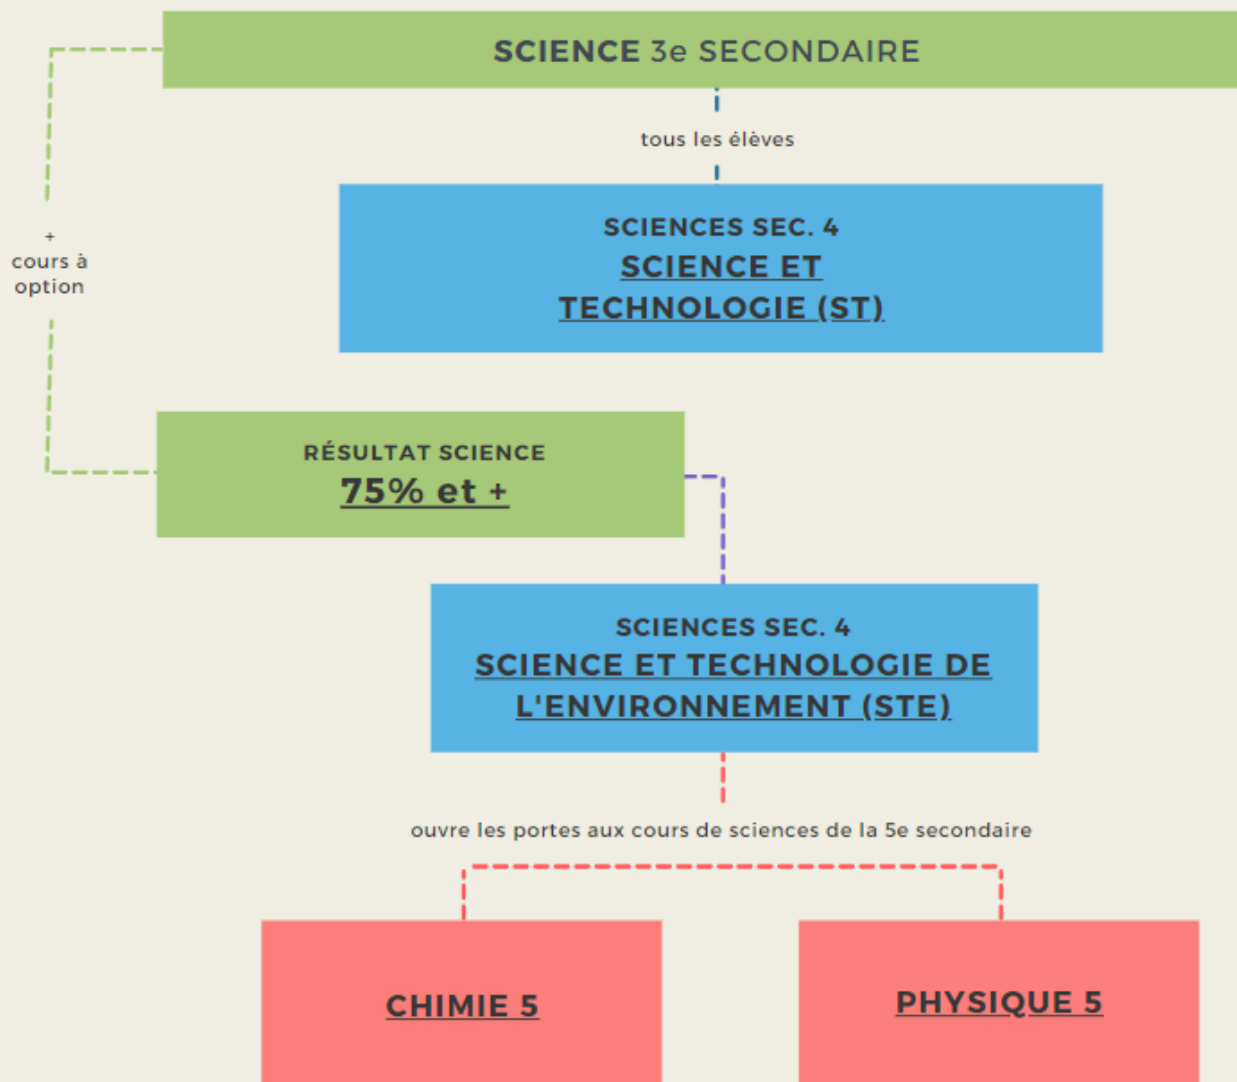 SCIENCE 3e SECONDAIRE
tous les élèves
SCIENCES SEC. 4
SCIENCE ET
TECHNOLOGIE (ST)
+
cours à
option
RÉSULTAT SCIENCE
75% et +
SCIENCES SEC. 4
SCIENCE ET TECHNOLOGIE DE
L'ENVIRONNEMENT (STE)
ouvre les portes aux cours de sciences de la 5e secondaire
CHIMIE 5
PHYSIQUE 5